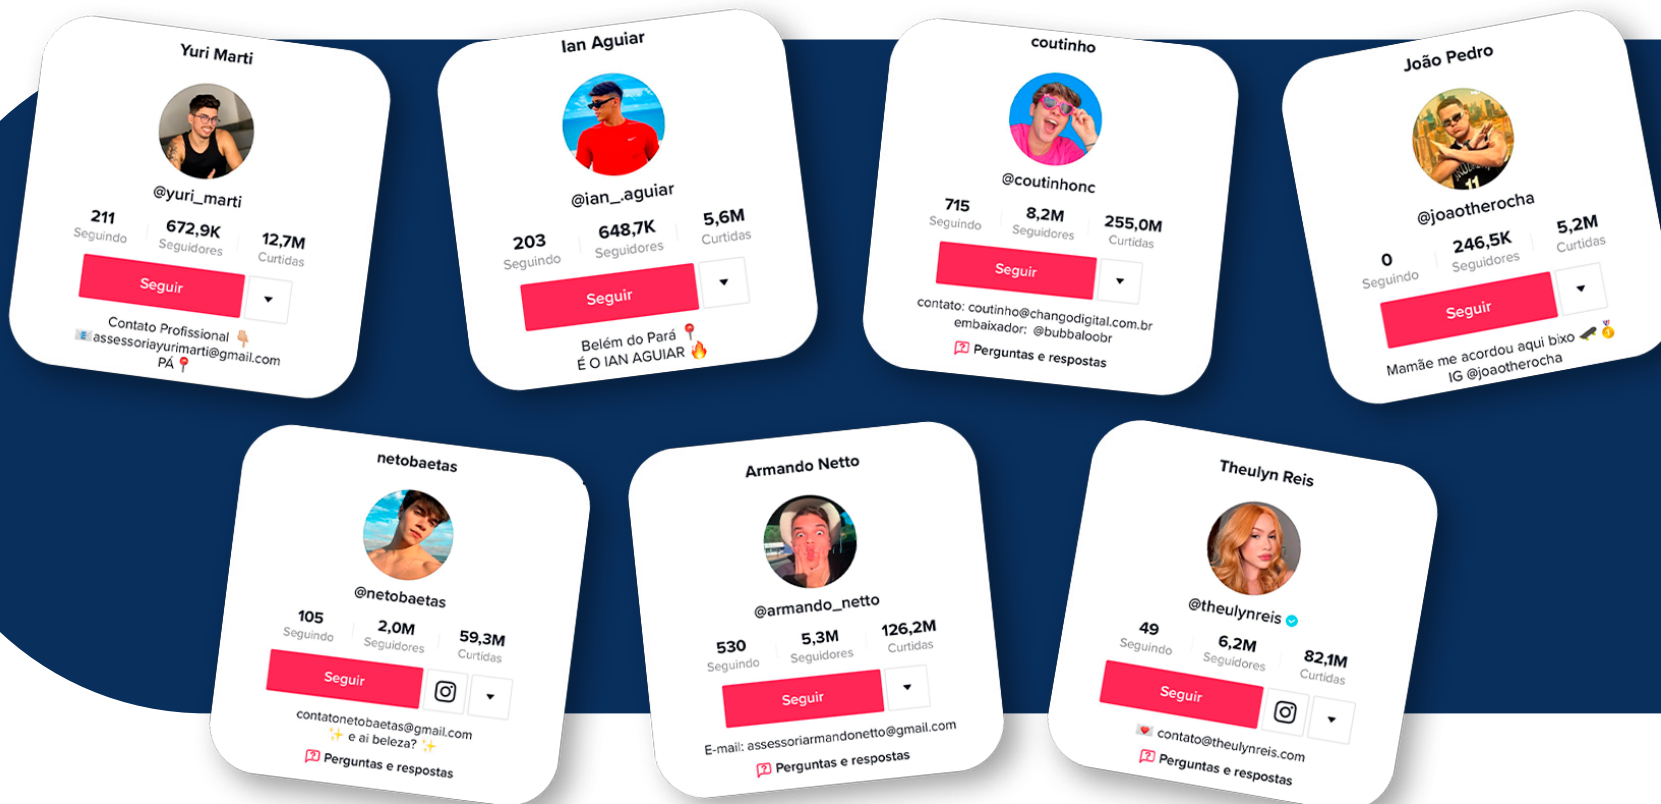 Yuri Marti
@yuri_marti
211 672,9K 12,7M
Seguindo Seguidores Curtidas
Seguir
Contato Profissional 👇🏼
📧assessoriayurimarti@gmail.com
PÁ📍
Ian Aguiar
@ian_.aguiar
203 648,7K 5,6M
Seguindo Seguidores Curtidas
Seguir
Belém do Pará 📍
É O IAN AGUIAR 🔥
coutinho
@coutinhonc
715 8,2M 255,0M
Seguindo Seguidores Curtidas
Seguir
contato: coutinho@changodigital.com.br
embaixador: @bubbaloobr
Perguntas e respostas
João Pedro
@joaotherocha
0 246,5K 5,2M
Seguindo Seguidores Curtidas
Seguir
Mamãe me acordou aqui bixo 🛹🏅
IG @joaotherocha
netobaetas
@netobaetas
105 2,0M 59,3M
Seguindo Seguidores Curtidas
Seguir
contatonetobaetas@gmail.com
✨ e ai beleza? ✨
Perguntas e respostas
Armando Netto
@armando_netto
530 5,3M 126,2M
Seguindo Seguidores Curtidas
Seguir
E-mail: assessoriarmandonetto@gmail.com
Perguntas e respostas
Theulyn Reis
@theulynreis
49 6,2M 82,1M
Seguindo Seguidores Curtidas
Seguir
💌 contato@theulynreis.com
Perguntas e respostas